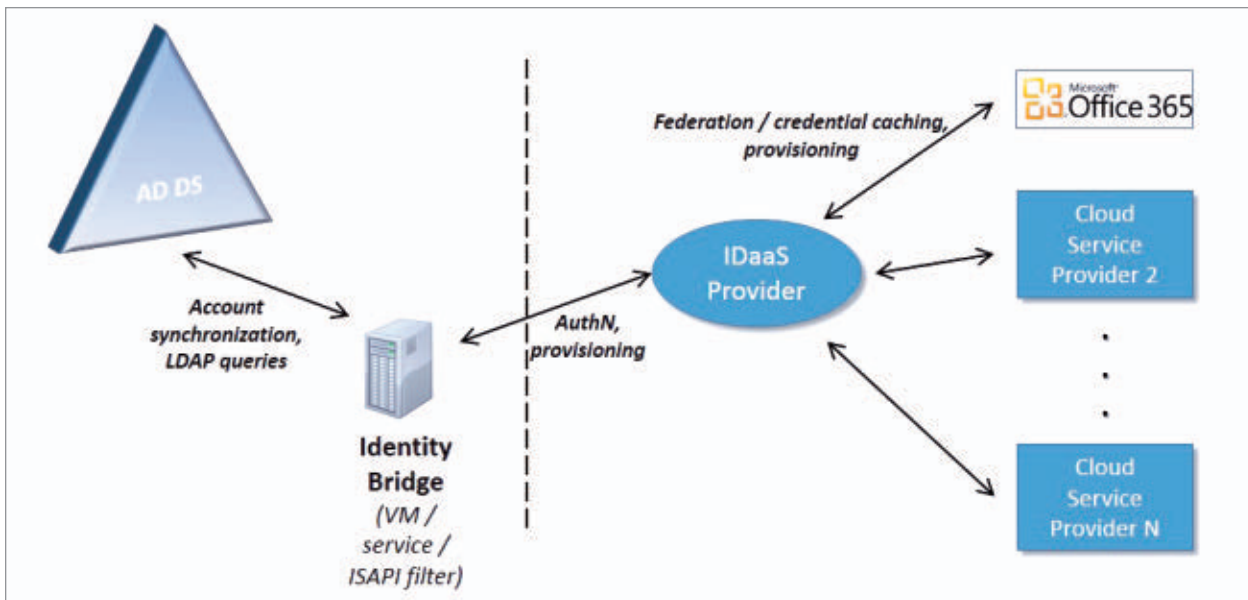 AD DS
Account
synchronization,
LDAP queries
Identity
Bridge
(VM /
service /
ISAPI filter)
AuthN,
provisioning
IDaaS
Provider
Federation / credential caching,
provisioning
Microsoft
Office 365
Cloud
Service
Provider 2
Cloud
Service
Provider N